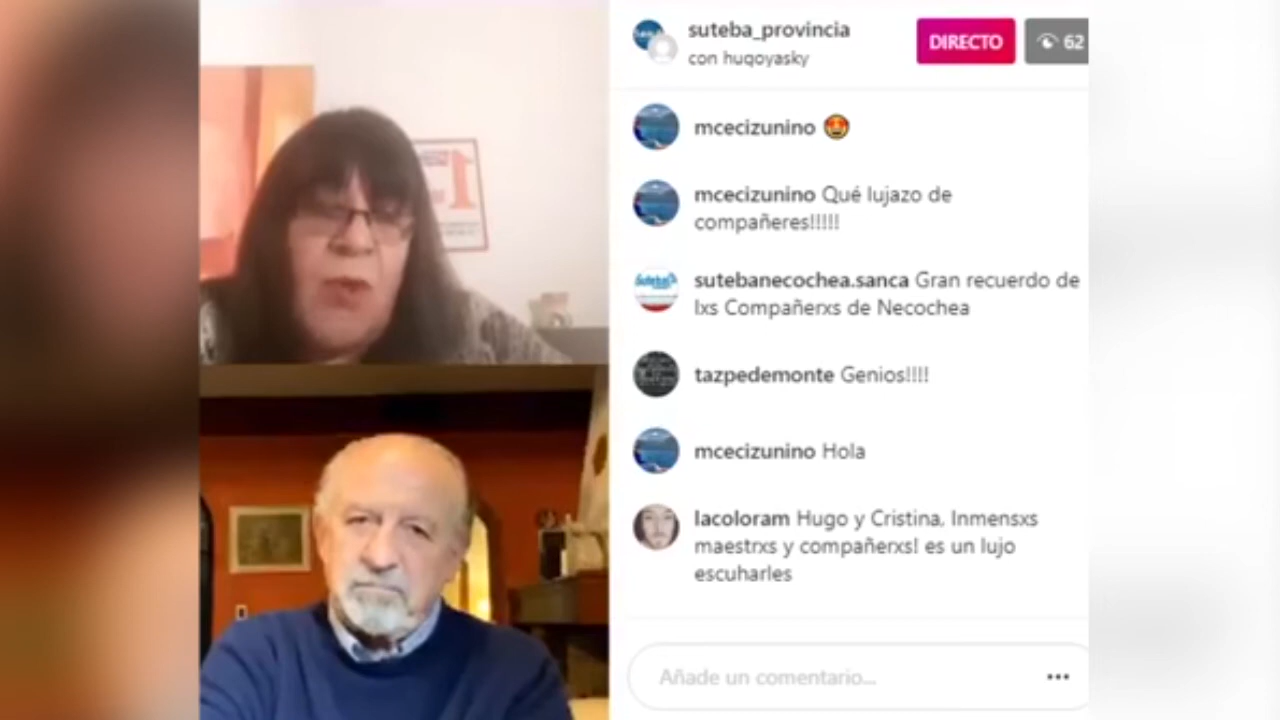 suteba_provincia
con hugoyasky
DIRECTO
62
mcecizunino
mcecizunino Qué lujazo de
compañeres!!!!!
sutebanecochea.sanca Gran recuerdo de
lxs Compañerxs de Necochea
tazpedemonte Genios!!!!
mcecizunino Hola
lacoloram Hugo y Cristina, Inmensxs
maestrxs y compañerxs! es un lujo
escuharles
Añade un comentario...
1